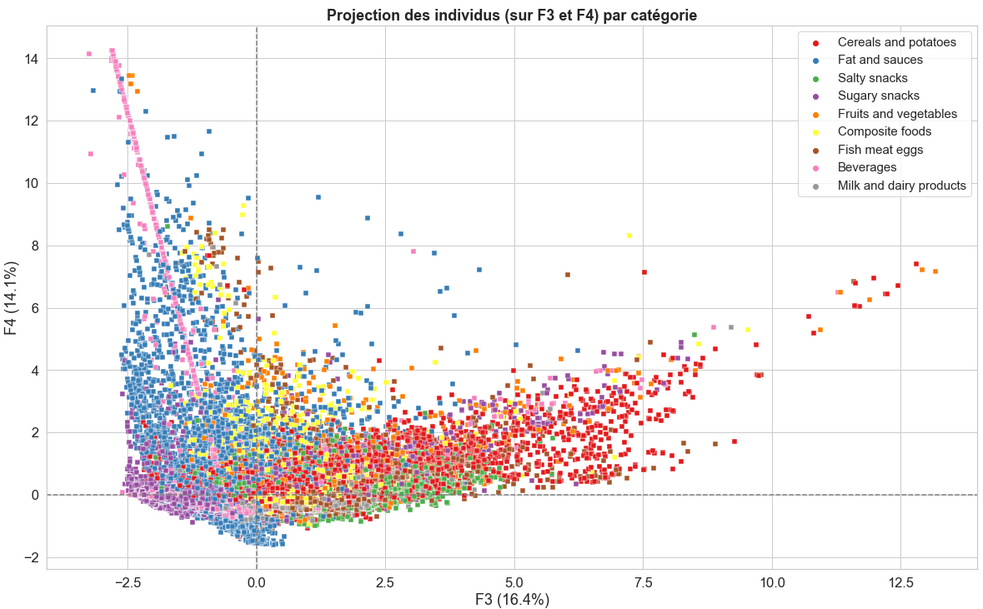 Projection des individus (sur F3 et F4) par catégorie
Cereals and potatoes
Fat and sauces
Salty snacks
Sugary snacks
Fruits and vegetables
Composite foods
Fish meat eggs
Beverages
Milk and dairy products
F4 (14.1%)
14
12
10
8
6
4
2
0
−2
−2.5
0.0
2.5
5.0
7.5
10.0
12.5
F3 (16.4%)